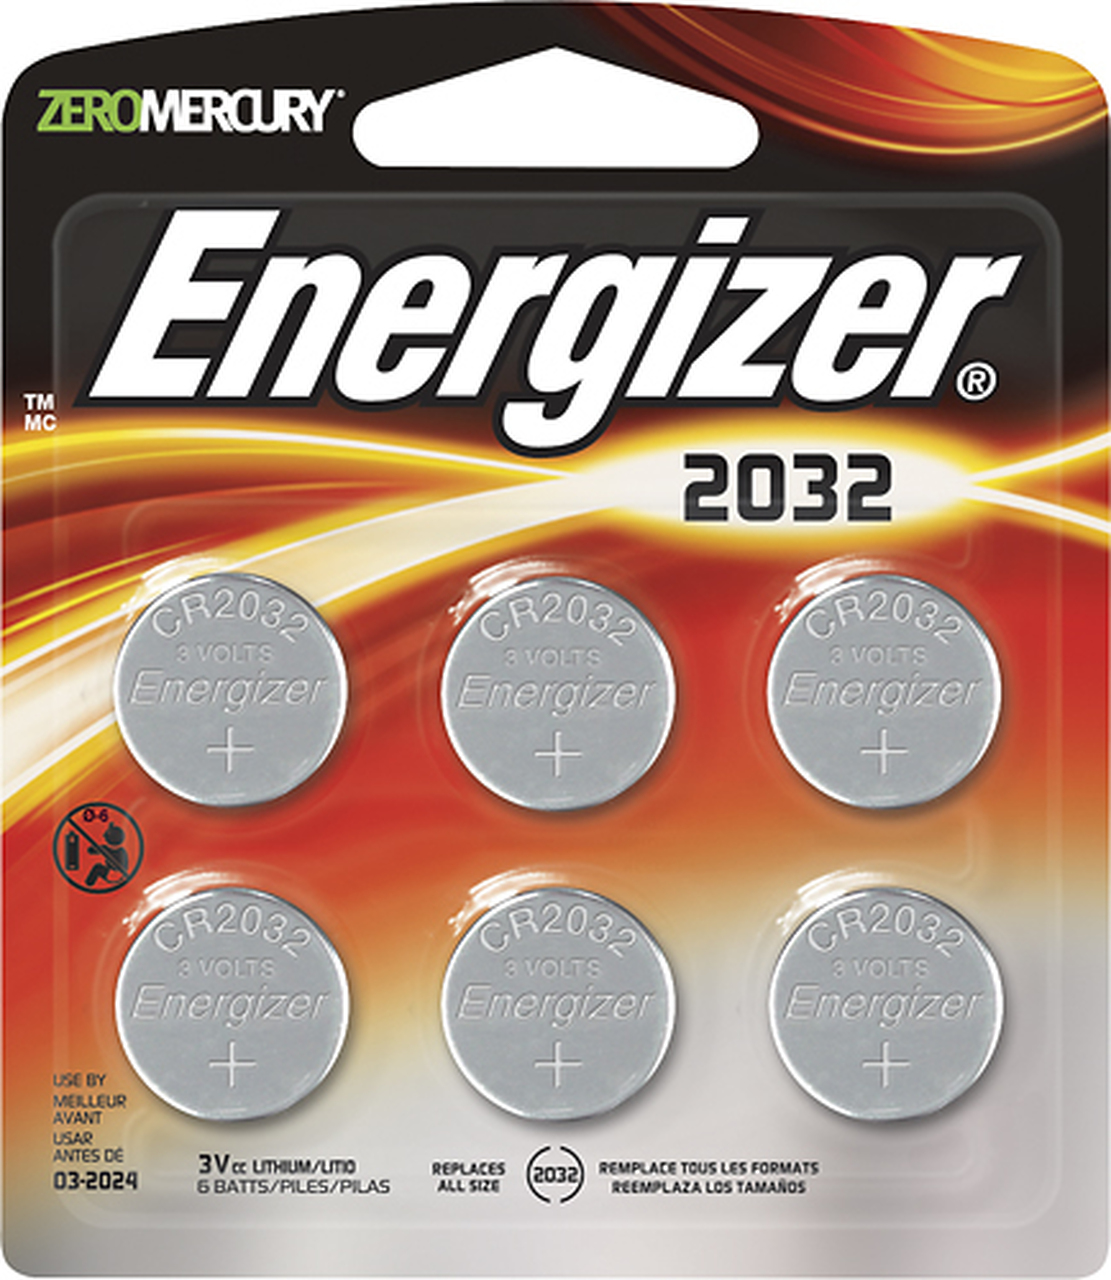 ZEROMERCURY
Energizer®
TM
MC
2032
CR2032
3 VOLTS
Energizer
+
CR2032
3 VOLTS
Energizer
+
CR2032
3 VOLTS
Energizer
+
0-6
CR2032
3 VOLTS
Energizer
+
CR2032
3 VOLTS
Energizer
+
CR2032
3 VOLTS
Energizer
+
USE BY
MEILLEUR
AVANT
USAR
ANTES DÉ
03-2024
3V cc LITHIUM/LITIO
6 BATTS/PILES/PILAS
REPLACES
ALL SIZE
2032
REMPLACE TOUS LES FORMATS
REEMPLAZA LOS TAMAÑOS